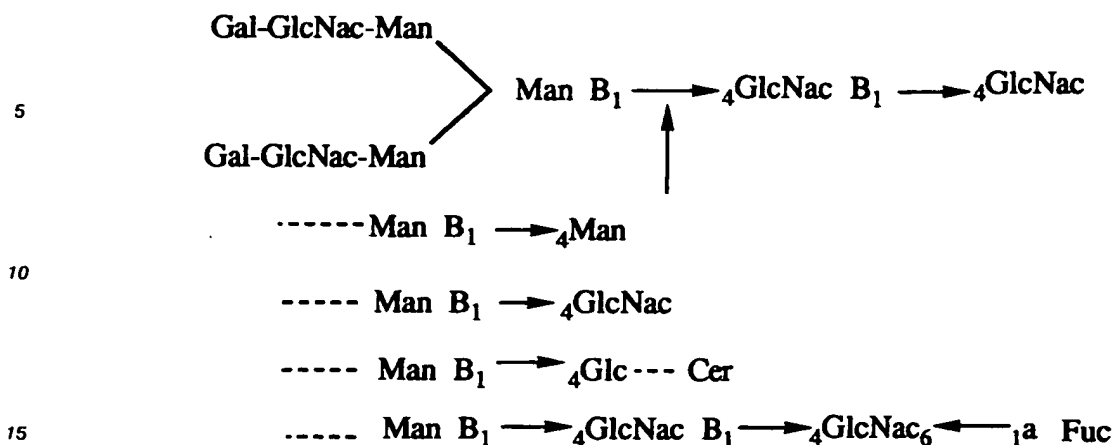 Gal-GlcNac-Man
Man B₁ ⟶ ₄GlcNac B₁ ⟶ ₄GlcNac
5
Gal-GlcNac-Man
-----Man B₁ ⟶ ₄Man
10
----- Man B₁ ⟶ ₄GlcNac
----- Man B₁ ⟶ ₄Glc --- Cer
15 ----- Man B₁ ⟶ ₄GlcNac B₁ ⟶ ₄GlcNac₆ ⟵ ₁a Fuc